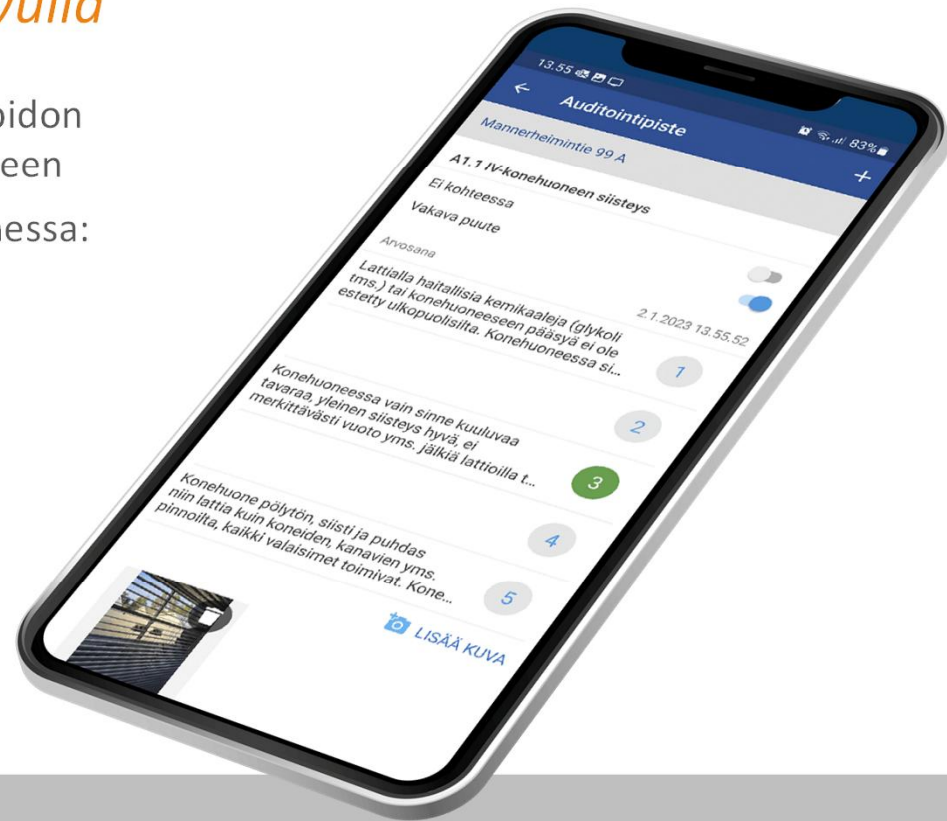 vulla
oidon
een
nessa:
13.55
83%
Auditointipiste
Mannerheimintie 99 A
A1.1 IV-konehuoneen siisteys
Ei kohteessa
Vakava puute
Arvosana
2.1.2023 13.55.52
Lattialla haitallisia kemikaaleja (glykoli
tms.) tai konehuoneeseen pääsyä ei ole
estetty ulkopuolisilta. Konehuoneessa si...
1
2
Konehuoneessa vain sinne kuuluvaa
tavaraa, yleinen siisteys hyvä, ei
merkittävästi vuoto yms. jälkiä lattioilla t...
3
4
Konehuone pölytön, siisti ja puhdas
niin lattia kuin koneiden, kanavien yms.
pinnoilta, kaikki valaisimet toimivat. Kone...
5
LISÄÄ KUVA